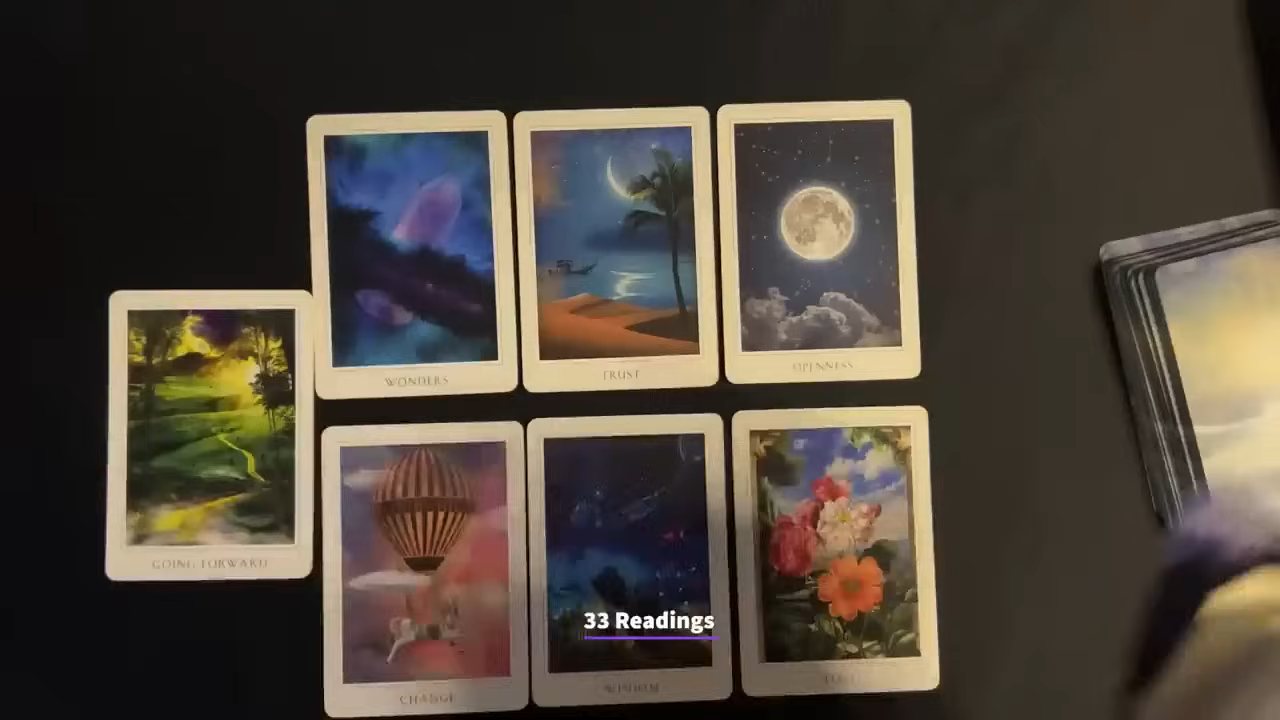 WONDERS
TRUST
OPENNESS
GOING FORWARD
33 Readings
CHANGE
WISDOM